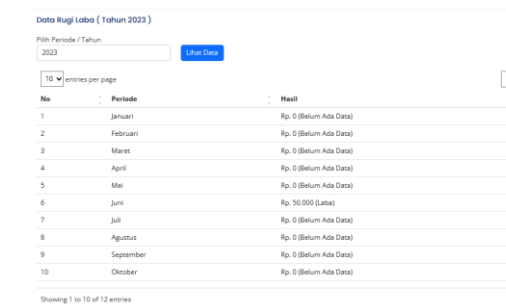 Data Rugi Laba ( Tahun 2023 )
Pilih Periode / Tahun
2023 Lihat Data
10 entries per page
No Periode Hasil
1 Januari Rp. 0 (Belum Ada Data)
2 Februari Rp. 0 (Belum Ada Data)
3 Maret Rp. 0 (Belum Ada Data)
4 April Rp. 0 (Belum Ada Data)
5 Mei Rp. 0 (Belum Ada Data)
6 Juni Rp. 50.000 (Laba)
7 Juli Rp. 0 (Belum Ada Data)
8 Agustus Rp. 0 (Belum Ada Data)
9 September Rp. 0 (Belum Ada Data)
10 Oktober Rp. 0 (Belum Ada Data)
Showing 1 to 10 of 12 entries